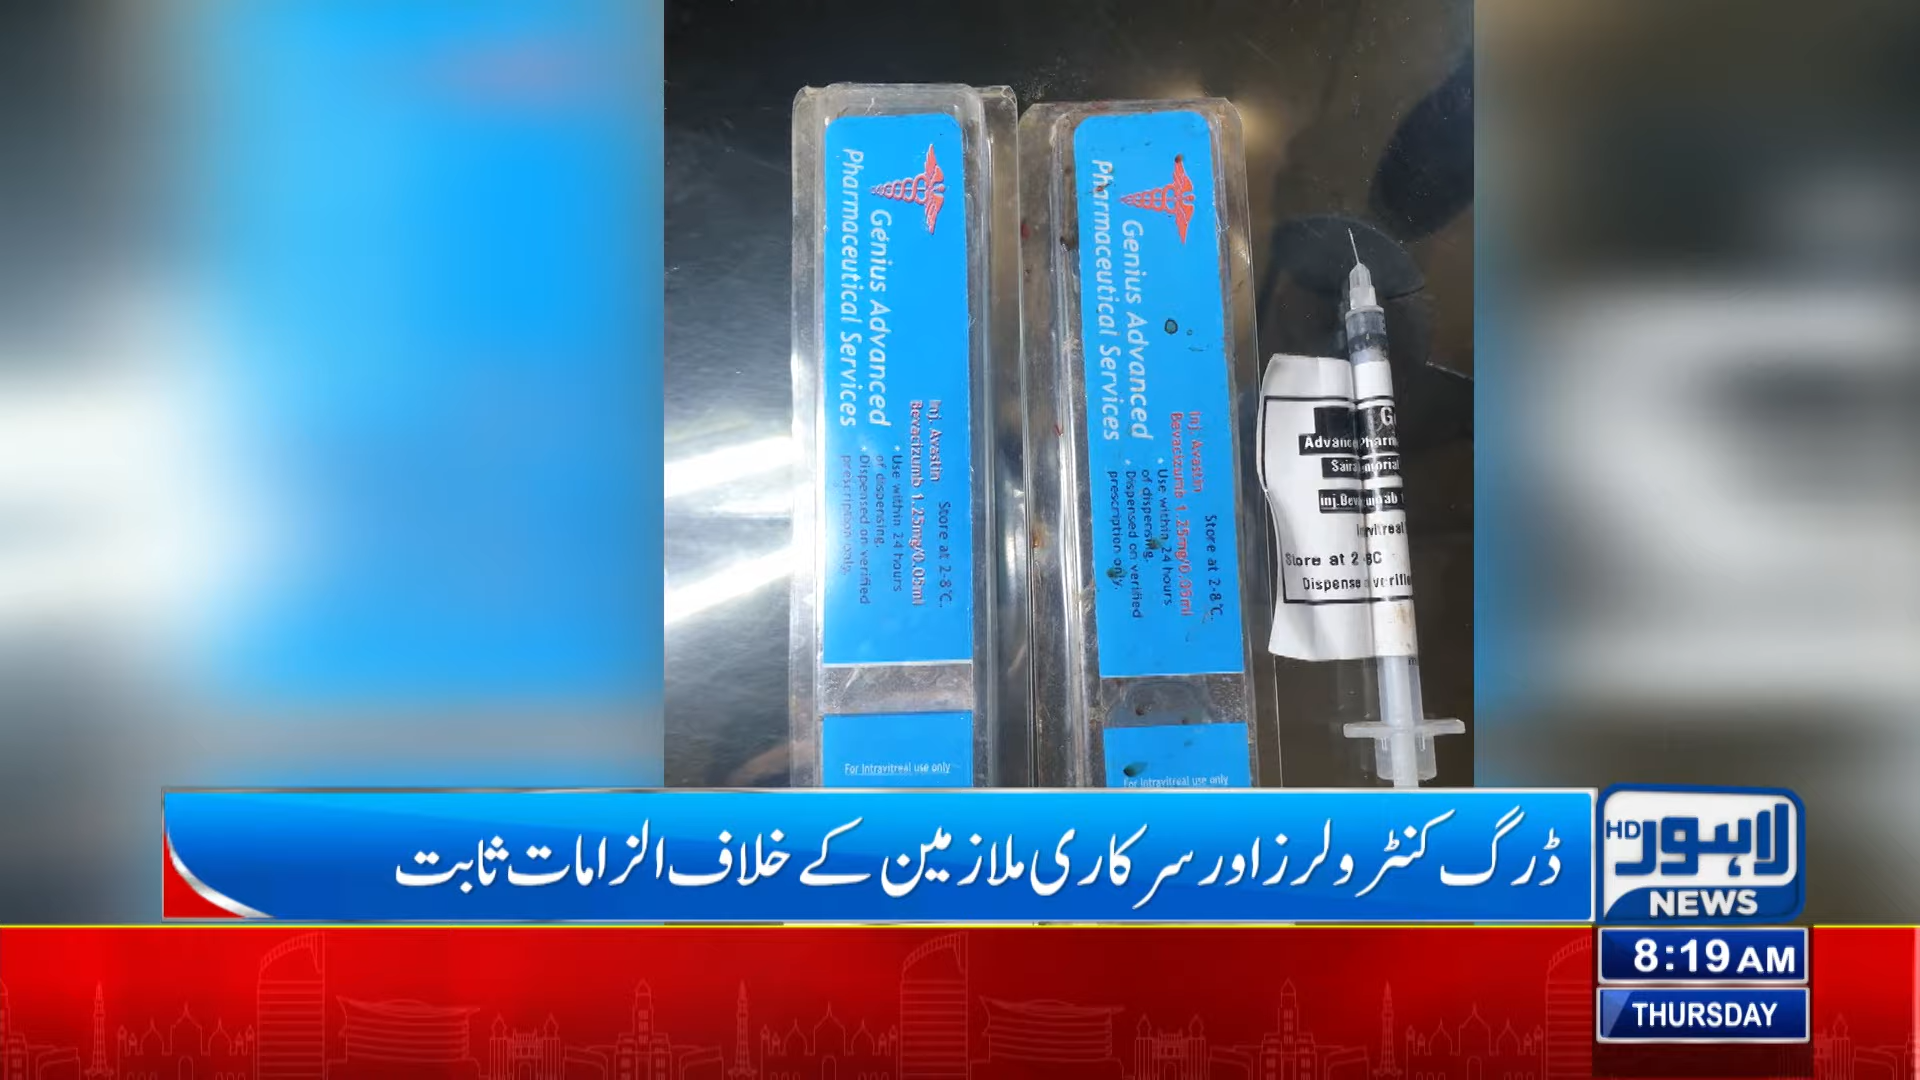 Genius Advanced
Pharmaceutical Services
Inj. Avastin
Bevacizumb 1.25mg/0.05ml
Store at 2-8°C.
• Use within 24 hours
of dispensing.
• Dispensed on verified
prescription only.
For Intravitreal use only
Genius Advanced
Pharmaceutical Services
Inj. Avastin
Bevacizumb 1.25mg/0.05ml
Store at 2-8°C.
• Use within 24 hours
of dispensing.
• Dispensed on verified
prescription only.
For Intravitreal use only
Store at 2-8C
ڈرگ کنٹرولرز اور سرکاری ملازمین کے خلاف الزامات ثابت
لاہور HD
NEWS
8:19 AM
THURSDAY